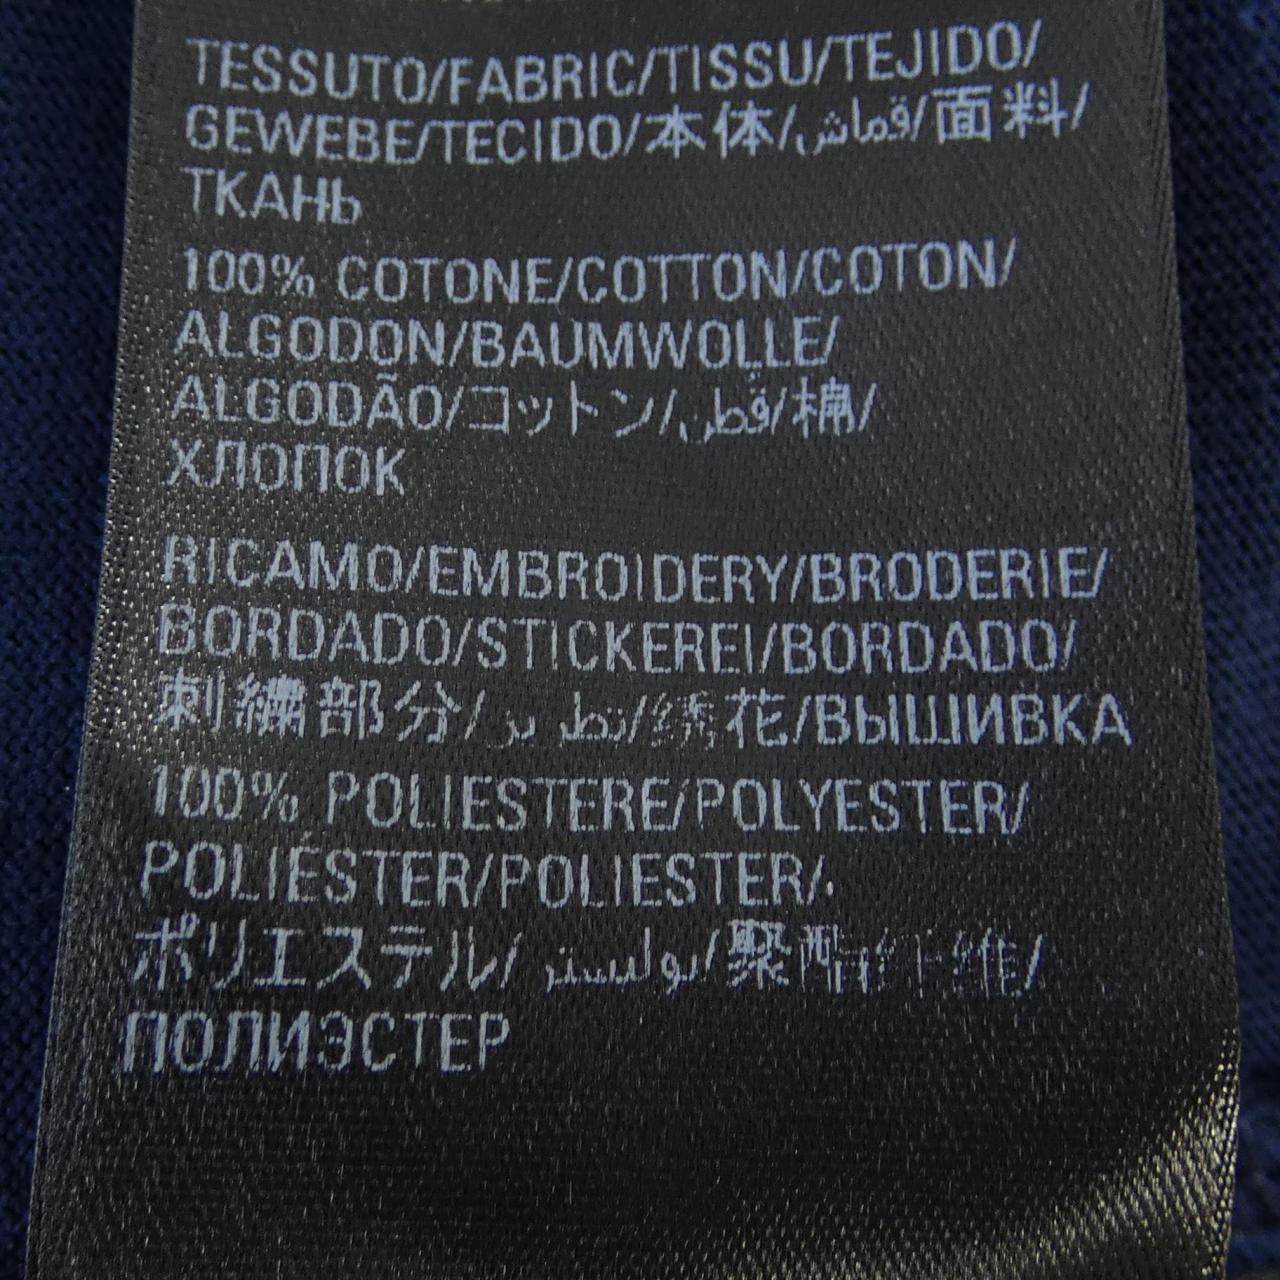 TESSUTO/FABRIC/TISSU/TEJIDO/
GEWEBE/TECIDO/本体/قماش/面料/
ТКАНЬ
100% COTONE/COTTON/COTON/
ALGODON/BAUMWOLLE/
ALGODÃO/コットン/قطن/棉/
ХЛОПОК
RICAMO/EMBROIDERY/BRODERIE/
BORDADO/STICKEREI/BORDADO/
刺繍部分/تطريز/绣花/ВЫШИВКА
100% POLIESTERE/POLYESTER/
POLIÉSTER/POLIESTER/
ポリエステル/بوليستر/聚酯纤维/
ПОЛИЭСТЕР